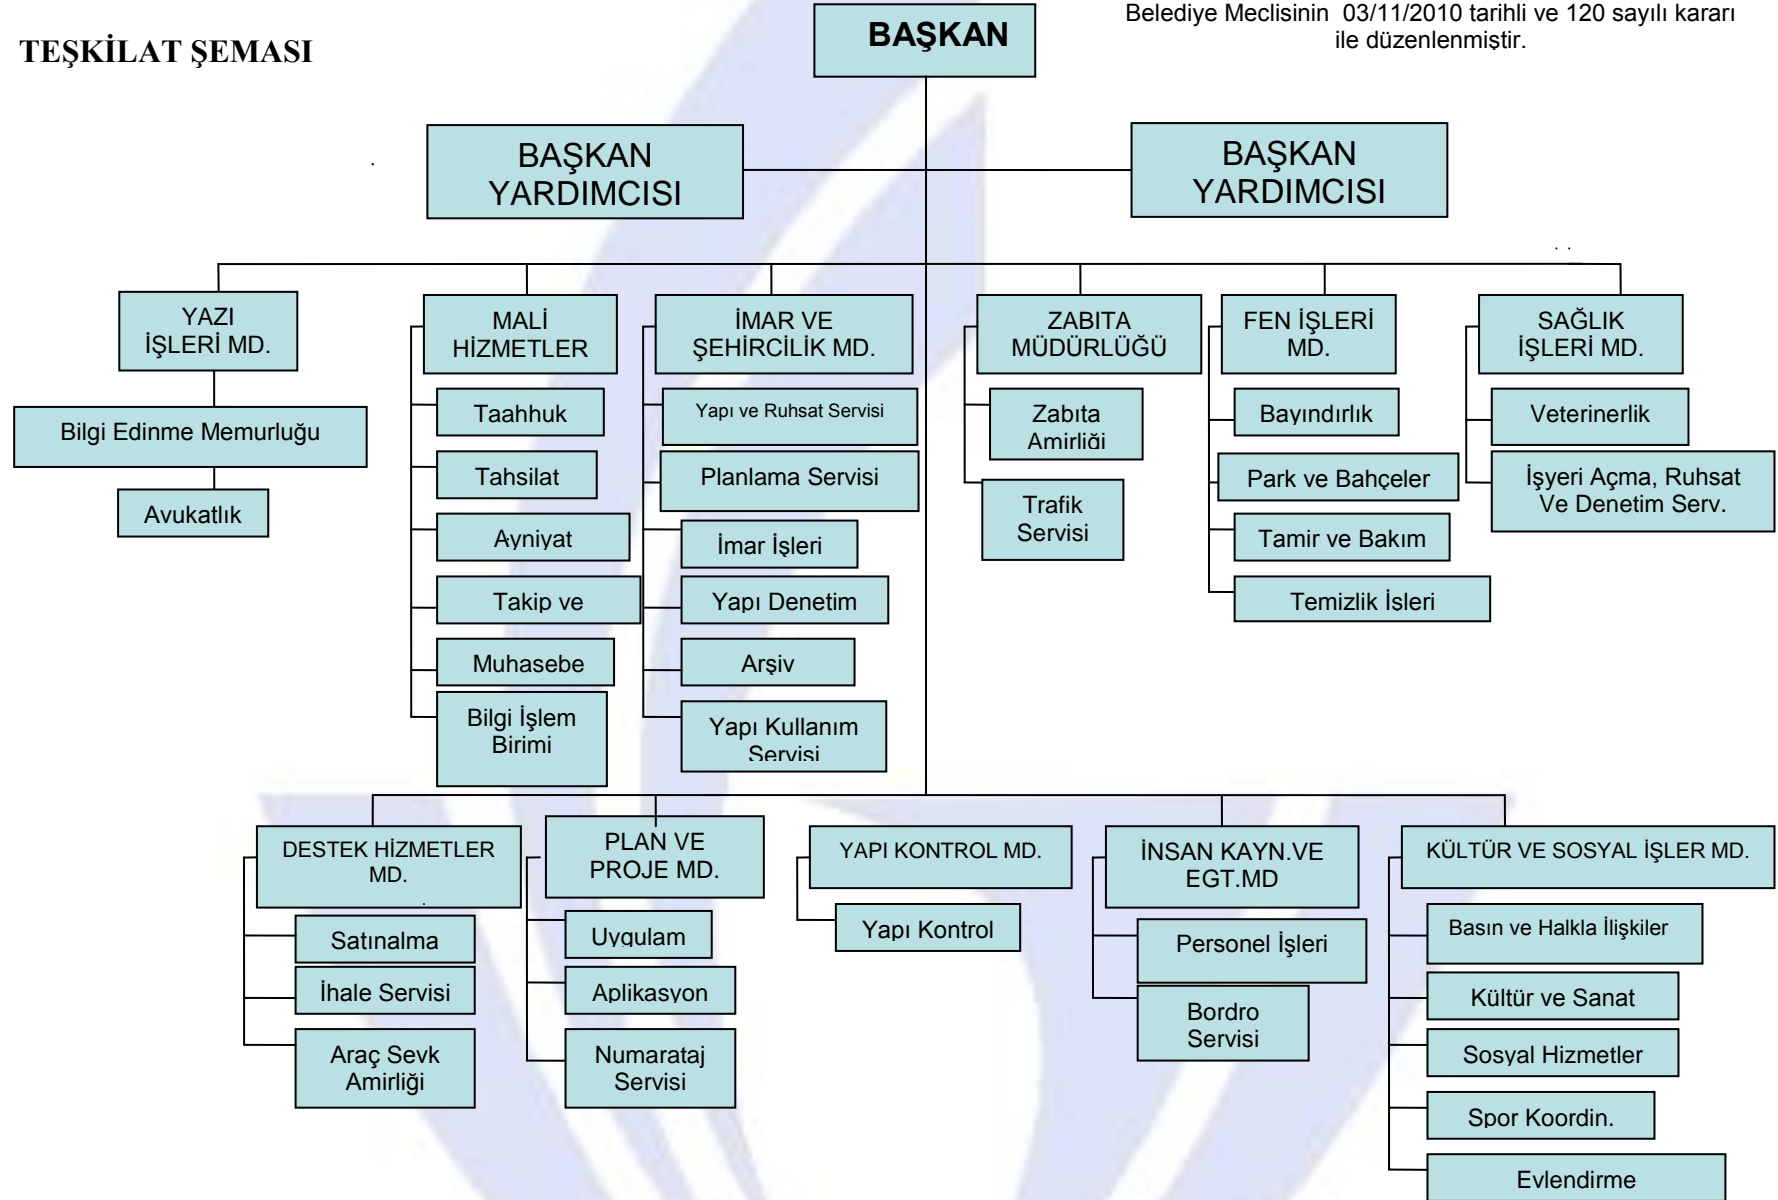 TEŞKİLAT ŞEMASI
BAŞKAN
Belediye Meclisinin 03/11/2010 tarihli ve 120 sayılı kararı
ile düzenlenmiştir.
BAŞKAN
YARDIMCISI
BAŞKAN
YARDIMCISI
YAZI
İŞLERİ MD.
Bilgi Edinme Memurluğu
Avukatlık
MALİ
HİZMETLER
Taahhuk
Tahsilat
Ayniyat
Takip ve
Muhasebe
Bilgi İşlem
Birimi
İMAR VE
ŞEHİRCİLİK MD.
Yapı ve Ruhsat Servisi
Planlama Servisi
İmar İşleri
Yapı Denetim
Arşiv
Yapı Kullanım
Servisi
ZABITA
MÜDÜRLÜĞÜ
Zabıta
Amirliği
Trafik
Servisi
FEN İŞLERİ
MD.
Bayındırlık
Park ve Bahçeler
Tamir ve Bakım
Temizlik İşleri
SAĞLIK
İŞLERİ MD.
Veterinerlik
İşyeri Açma, Ruhsat
Ve Denetim Serv.
DESTEK HİZMETLER
MD.
Satınalma
İhale Servisi
Araç Sevk
Amirliği
PLAN VE
PROJE MD.
Uygulam
Aplikasyon
Numarataj
Servisi
YAPI KONTROL MD.
Yapı Kontrol
İNSAN KAYN.VE
EGT.MD
Personel İşleri
Bordro
Servisi
KÜLTÜR VE SOSYAL İŞLER MD.
Basın ve Halkla İlişkiler
Kültür ve Sanat
Sosyal Hizmetler
Spor Koordin.
Evlendirme